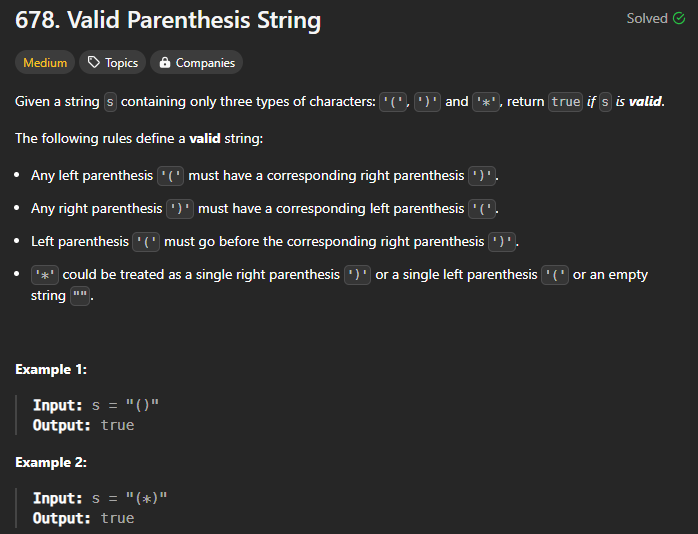 678. Valid Parenthesis String
Solved
Medium Topics Companies
Given a string s containing only three types of characters: '(', ')' and '*', return true if s is valid.
The following rules define a valid string:
• Any left parenthesis '(' must have a corresponding right parenthesis ')'.
• Any right parenthesis ')' must have a corresponding left parenthesis '('.
• Left parenthesis '(' must go before the corresponding right parenthesis ')'.
• '*' could be treated as a single right parenthesis ')' or a single left parenthesis '(' or an empty
string "".
Example 1:
Input: s = "()"
Output: true
Example 2:
Input: s = "(*)"
Output: true